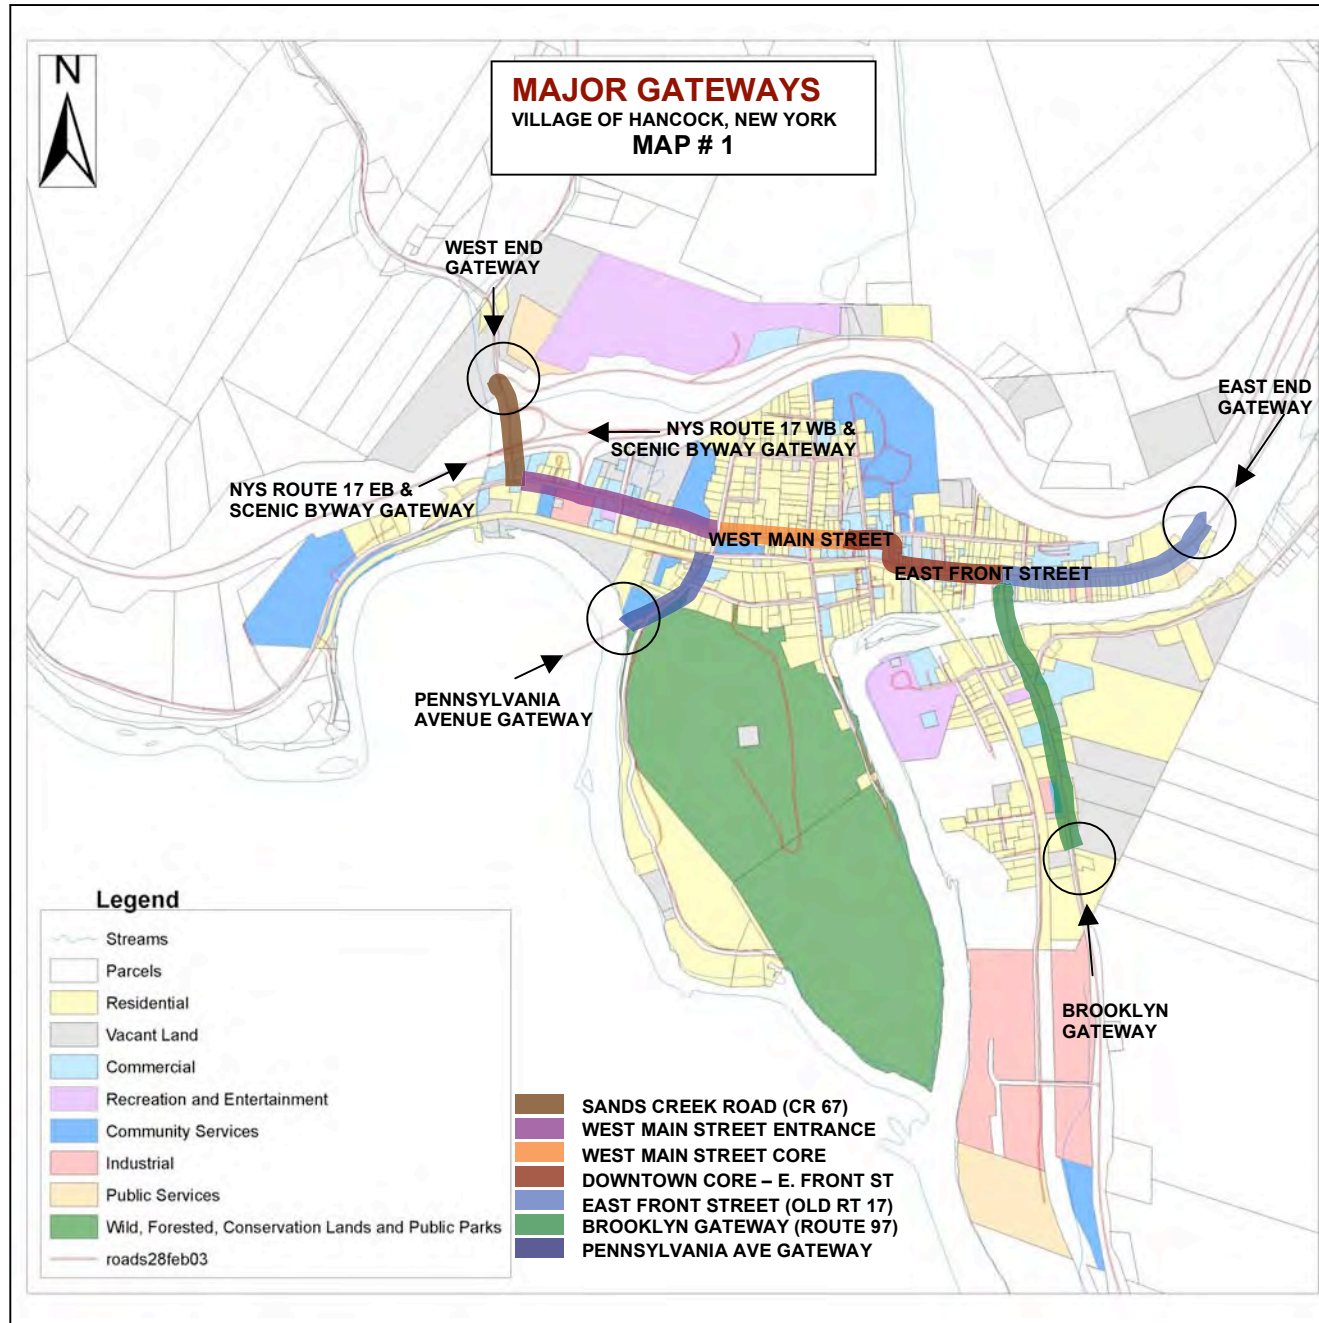 N
MAJOR GATEWAYS
VILLAGE OF HANCOCK, NEW YORK
MAP # 1
WEST END
GATEWAY
EAST END
GATEWAY
NYS ROUTE 17 WB &
SCENIC BYWAY GATEWAY
NYS ROUTE 17 EB &
SCENIC BYWAY GATEWAY
WEST MAIN STREET
EAST FRONT STREET
PENNSYLVANIA
AVENUE GATEWAY
BROOKLYN
GATEWAY
Legend
Streams
Parcels
Residential
Vacant Land
Commercial
Recreation and Entertainment
Community Services
Industrial
Public Services
Wild, Forested, Conservation Lands and Public Parks
roads28feb03
SANDS CREEK ROAD (CR 67)
WEST MAIN STREET ENTRANCE
WEST MAIN STREET CORE
DOWNTOWN CORE – E. FRONT ST
EAST FRONT STREET (OLD RT 17)
BROOKLYN GATEWAY (ROUTE 97)
PENNSYLVANIA AVE GATEWAY